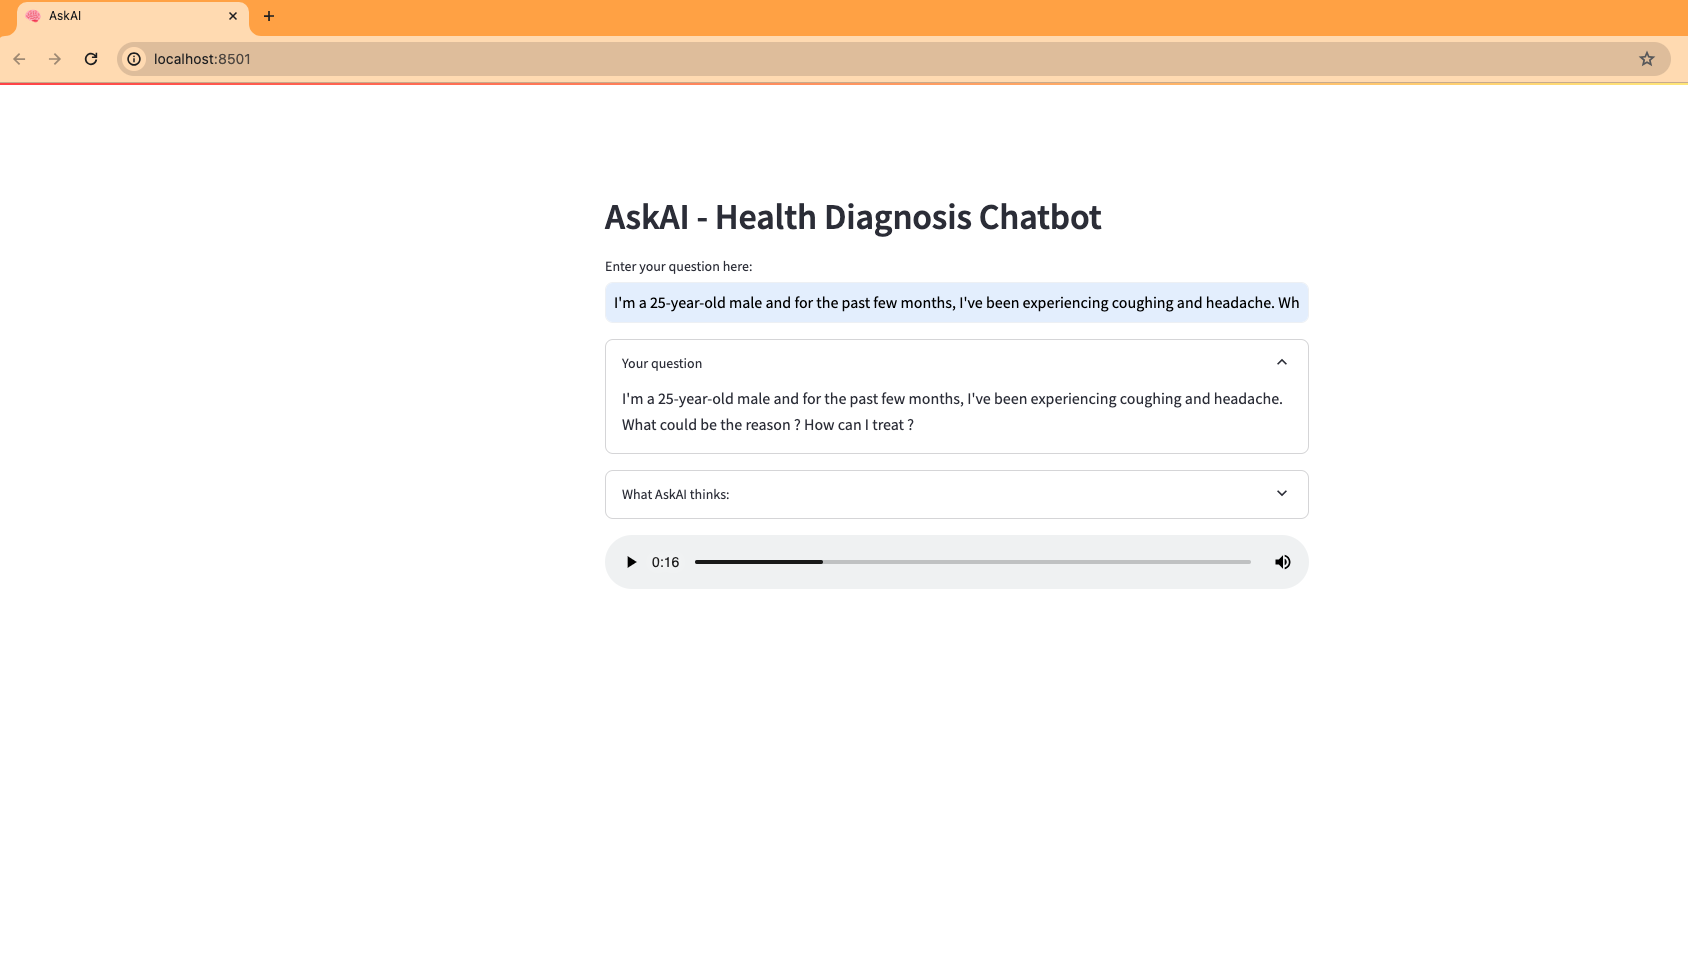 AskAI
localhost:8501
AskAI - Health Diagnosis Chatbot
Enter your question here:
I'm a 25-year-old male and for the past few months, I've been experiencing coughing and headache. Wh
Your question
I'm a 25-year-old male and for the past few months, I've been experiencing coughing and headache.
What could be the reason ? How can I treat ?
What AskAI thinks:
0:16